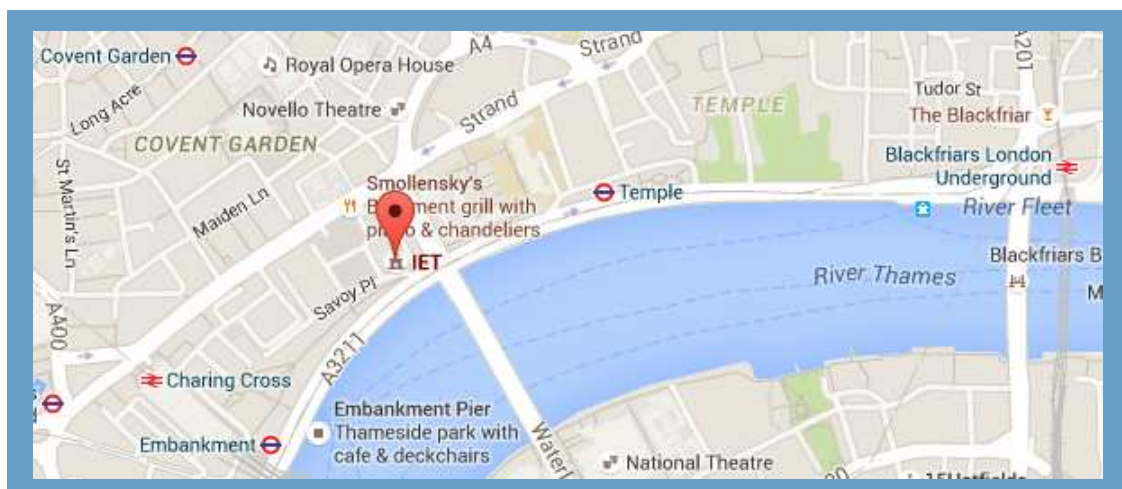 Covent Garden
A4
Strand
A201
Royal Opera House
Long Acre
Novello Theatre
Strand
TEMPLE
Tudor St
The Blackfriar
COVENT GARDEN
Blackfriars London
Underground
St Martin's Ln
Maiden Ln
Smollensky's
grill with
& chandeliers
Temple
River Fleet
IET
River Thames
Blackfriars B
Savoy Pl
M
A400
A3211
Charing Cross
Embankment Pier
Thameside park with
cafe & deckchairs
Embankment
Waterl
National Theatre